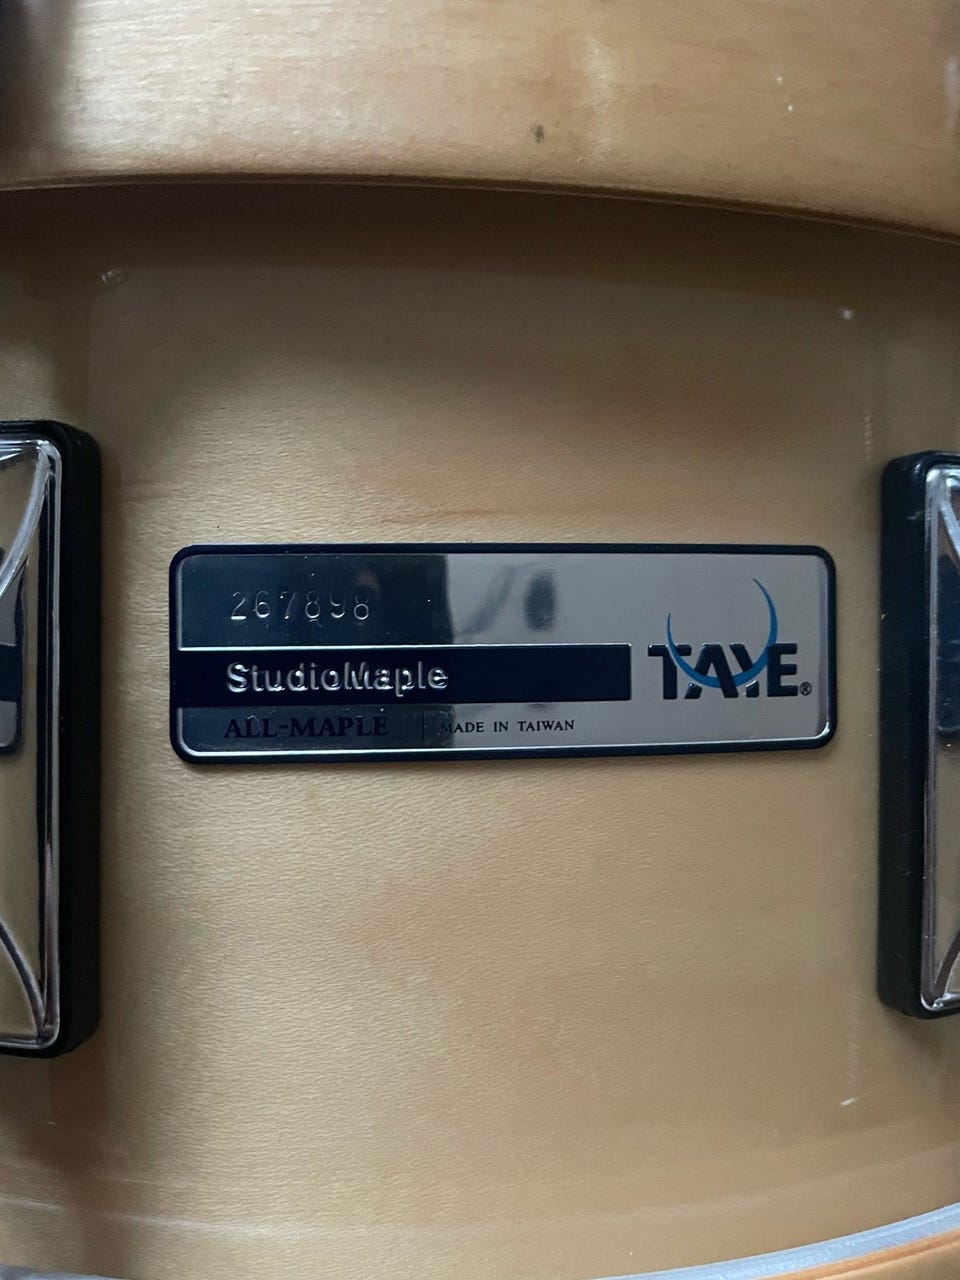 267898
StudioMaple
TAYE®
ALL-MAPLE | MADE IN TAIWAN